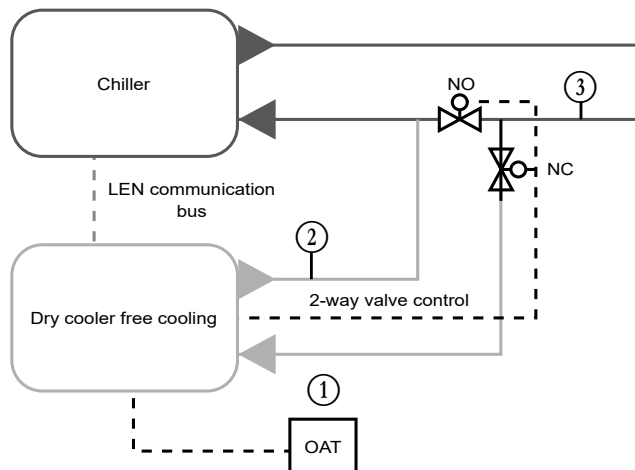 Chiller
NO
3
NC
LEN communication
bus
2
2-way valve control
Dry cooler free cooling
1
OAT